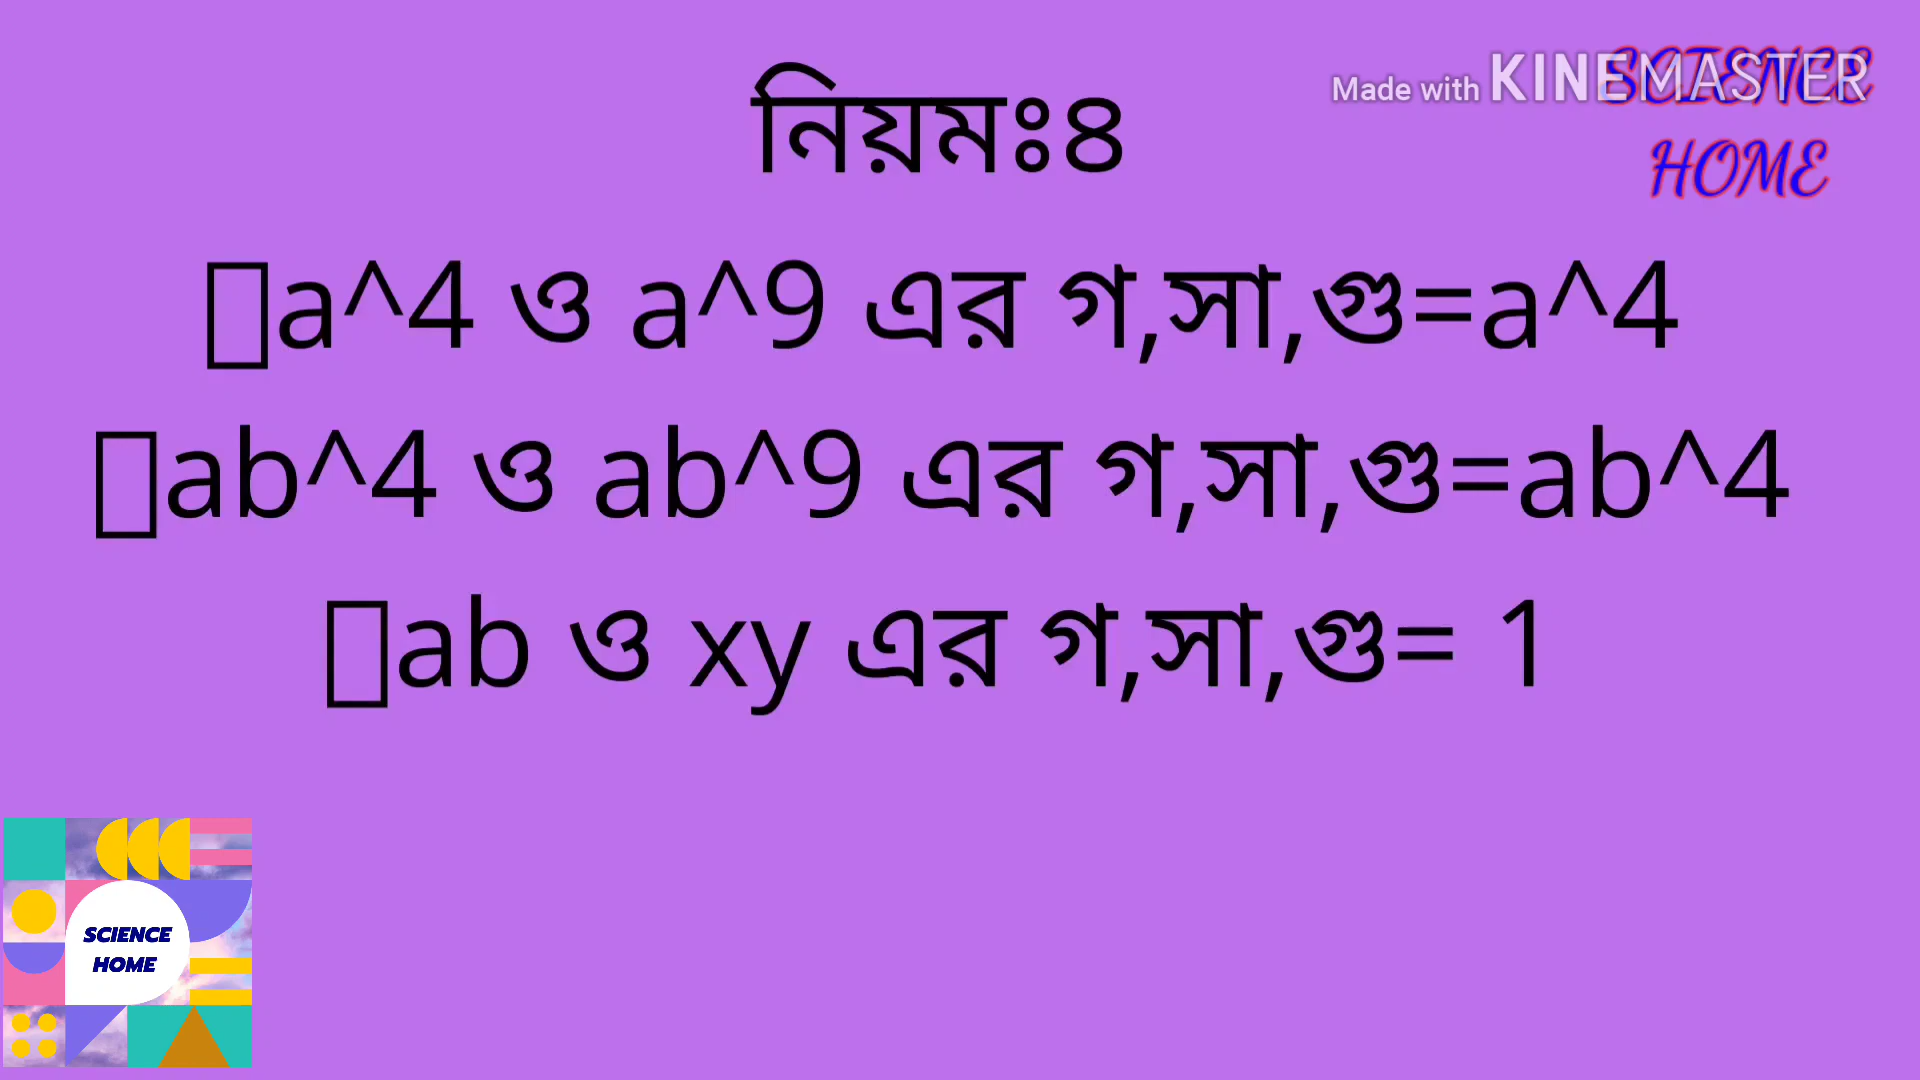 নিয়মঃ৪
Made with KINEMASTER
SCIENCE
HOME
a^4 ও a^9 এর গ,সা,গু=a^4
ab^4 ও ab^9 এর গ,সা,গু=ab^4
ab ও xy এর গ,সা,গু= 1
SCIENCE
HOME